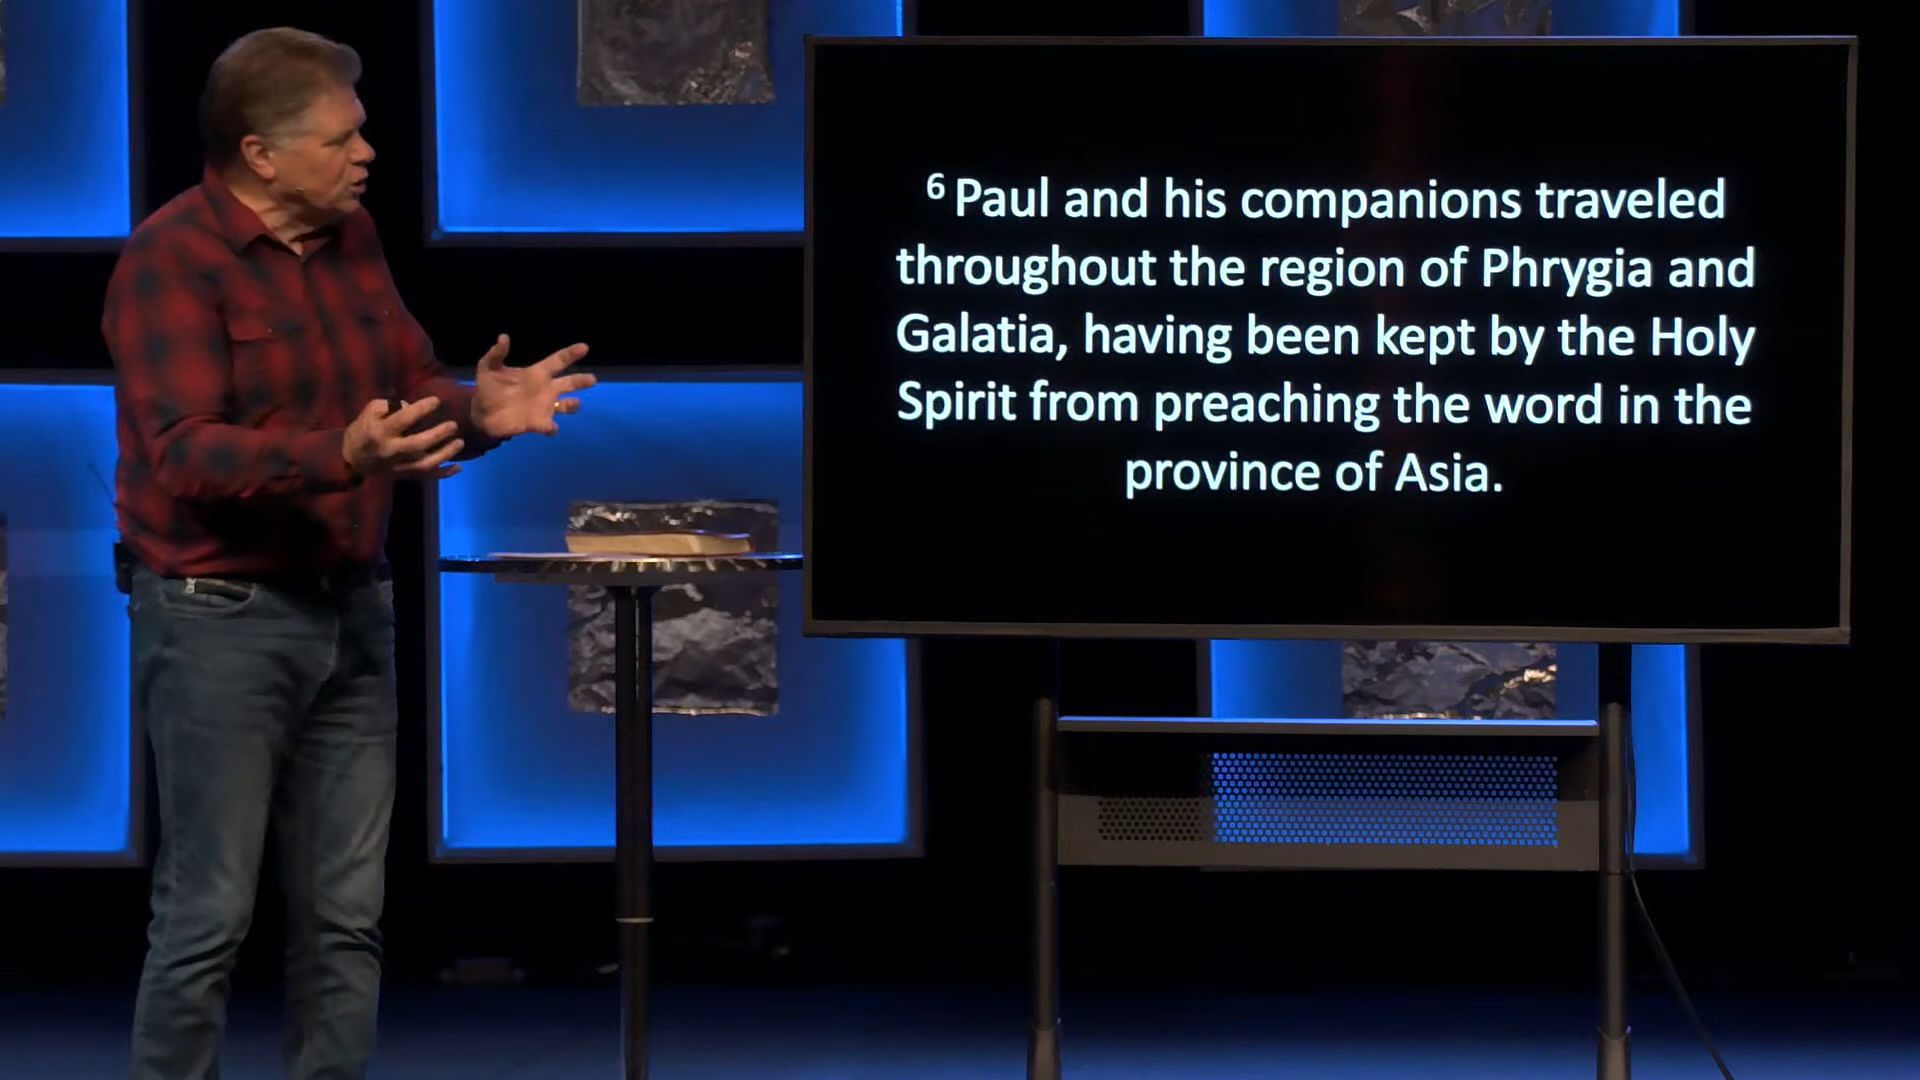 6 Paul and his companions traveled
throughout the region of Phrygia and
Galatia, having been kept by the Holy
Spirit from preaching the word in the
province of Asia.